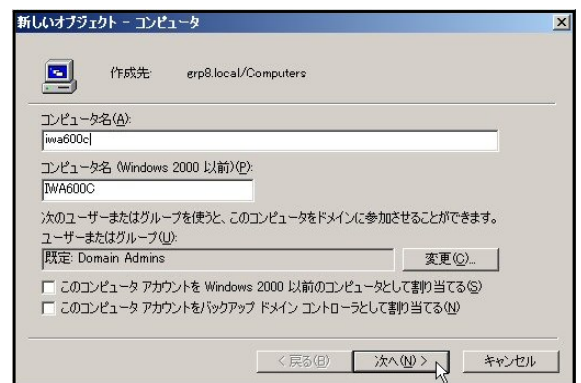 新しいオブジェクト - コンピュータ
作成先: grp8.local/Computers
コンピュータ名(A):
iwa600c
コンピュータ名 (Windows 2000 以前)(P):
IWA600C
次のユーザーまたはグループを使うと、このコンピュータをドメインに参加させることができます。
ユーザーまたはグループ(U):
既定: Domain Admins
変更(C)...
このコンピュータ アカウントを Windows 2000 以前のコンピュータとして割り当てる(S)
このコンピュータ アカウントをバックアップ ドメイン コントローラとして割り当てる(N)
< 戻る(B) 次へ(N) > キャンセル